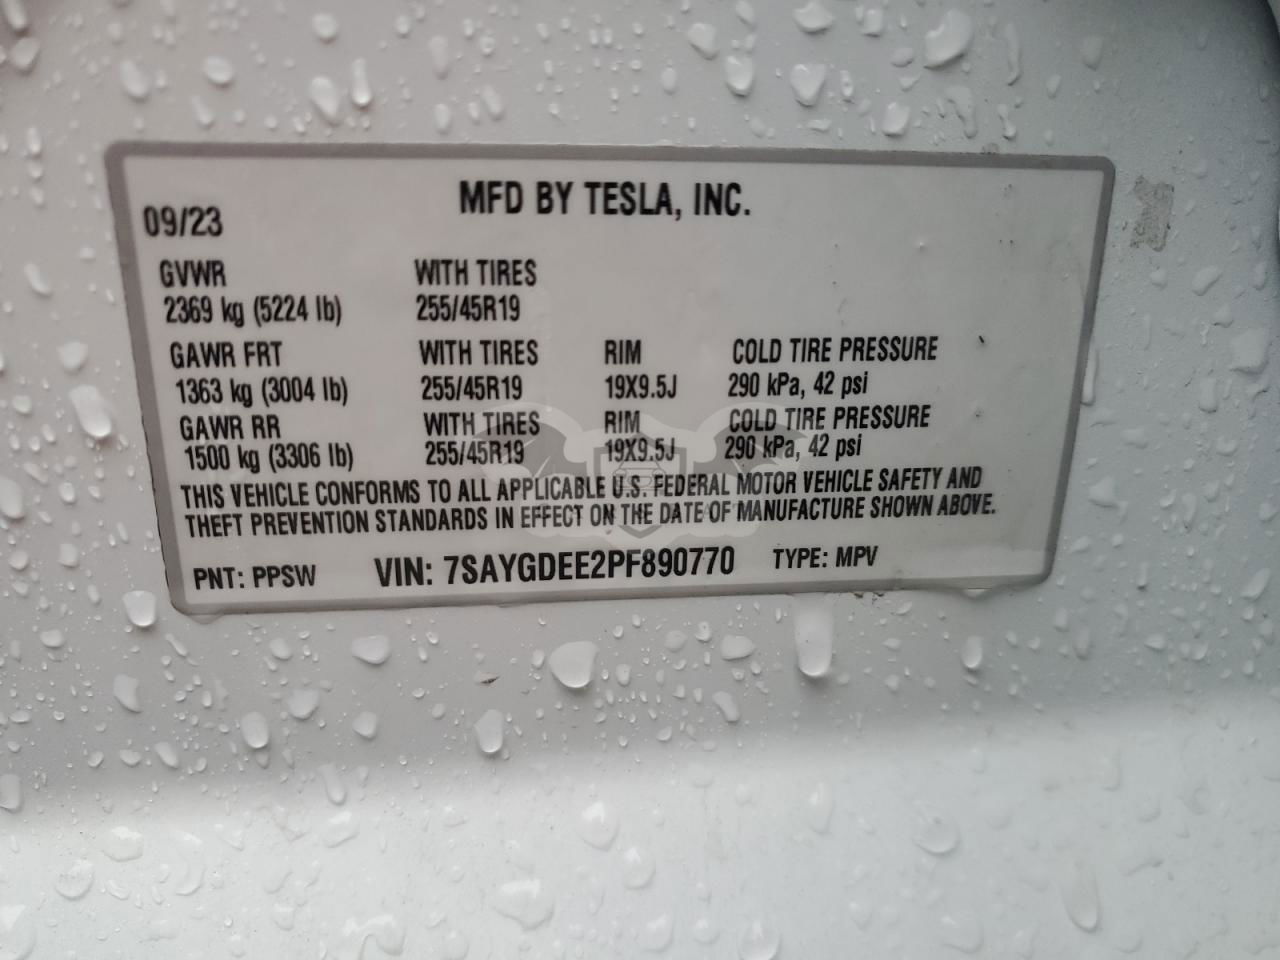 MFD BY TESLA, INC.
09/23
GVWR WITH TIRES
2369 kg (5224 lb) 255/45R19
GAWR FRT WITH TIRES RIM COLD TIRE PRESSURE
1363 kg (3004 lb) 255/45R19 19X9.5J 290 kPa, 42 psi
GAWR RR WITH TIRES RIM COLD TIRE PRESSURE
1500 kg (3306 lb) 255/45R19 19X9.5J 290 kPa, 42 psi
THIS VEHICLE CONFORMS TO ALL APPLICABLE U.S. FEDERAL MOTOR VEHICLE SAFETY AND
THEFT PREVENTION STANDARDS IN EFFECT ON THE DATE OF MANUFACTURE SHOWN ABOVE.
PNT: PPSW VIN: 7SAYGDEE2PF890770 TYPE: MPV